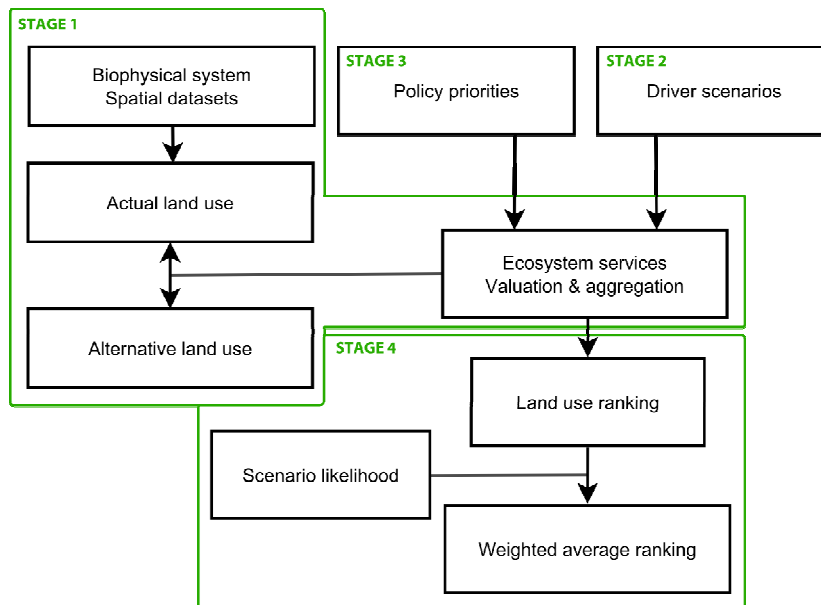 STAGE 1
Biophysical system
Spatial datasets
Actual land use
Alternative land use
STAGE 3
Policy priorities
STAGE 2
Driver scenarios
Ecosystem services
Valuation & aggregation
STAGE 4
Land use ranking
Scenario likelihood
Weighted average ranking